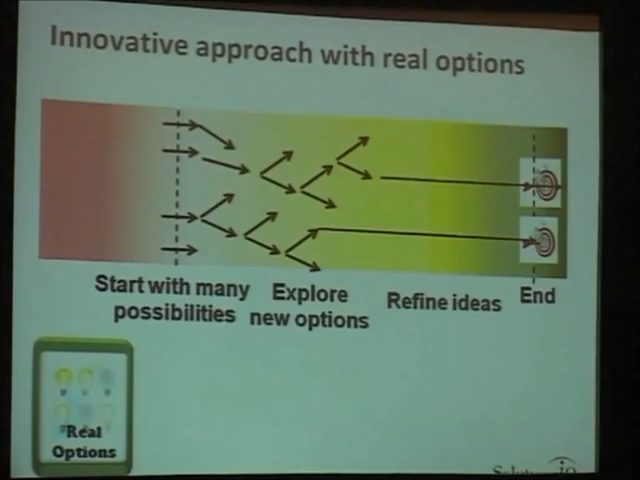 Innovative approach with real options
Start with many
possibilities
Explore
new options
Refine ideas
End
Real
Options